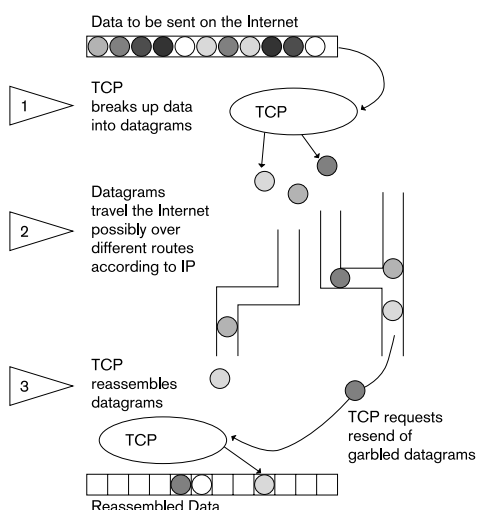 Data to be sent on the Internet
1
TCP
breaks up data
into datagrams
TCP
2
Datagrams
travel the Internet
possibly over
different routes
according to IP
3
TCP
reassembles
datagrams
TCP requests
resend of
garbled datagrams
TCP
Reassembled Data